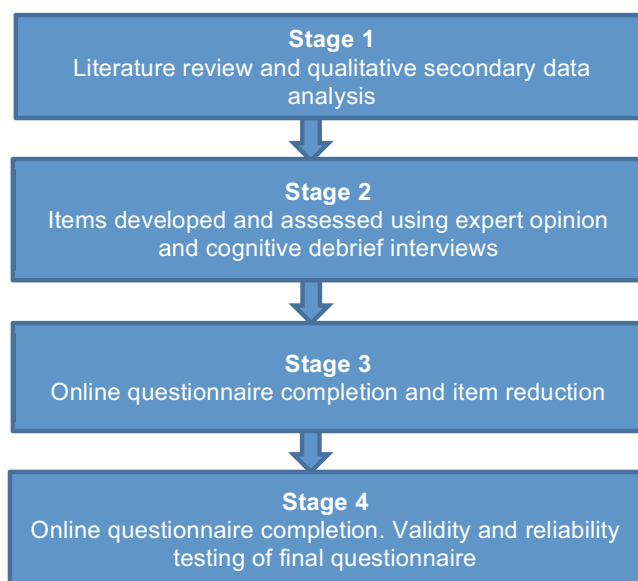 Stage 1
Literature review and qualitative secondary data
analysis
Stage 2
Items developed and assessed using expert opinion
and cognitive debrief interviews
Stage 3
Online questionnaire completion and item reduction
Stage 4
Online questionnaire completion. Validity and reliability
testing of final questionnaire